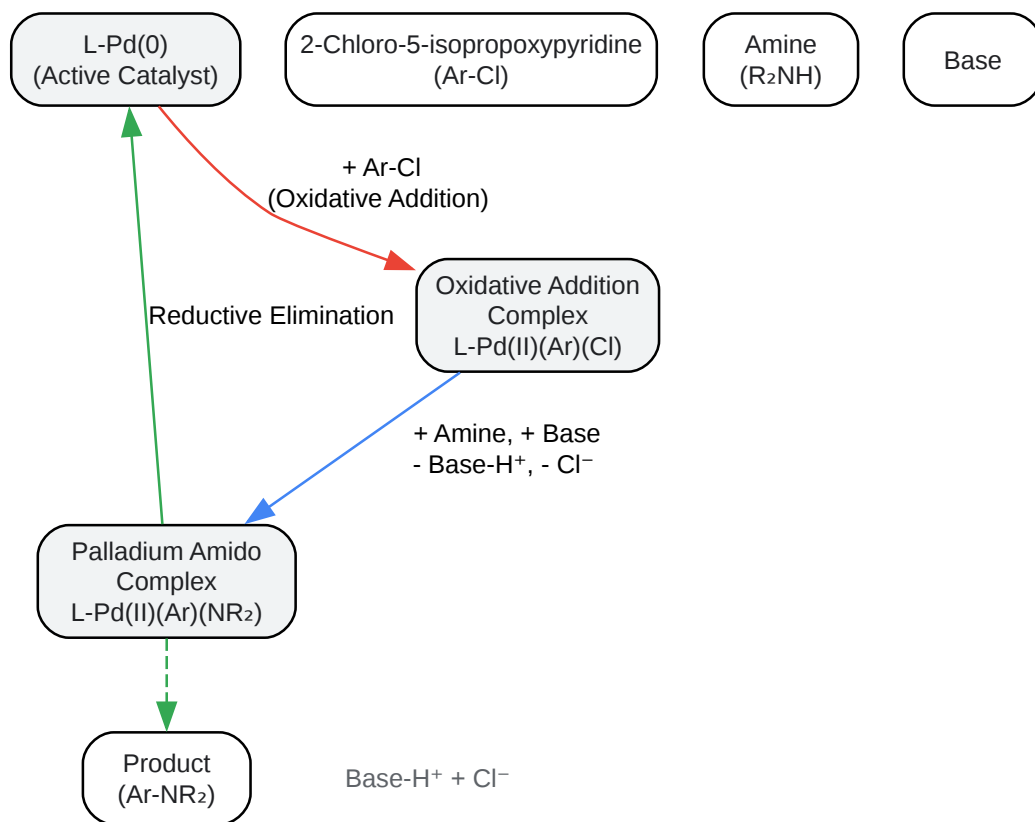 L-Pd(0)
(Active Catalyst)
2-Chloro-5-isopropoxypyridine
(Ar-Cl)
Amine
(R₂NH)
Base
+ Ar-Cl
(Oxidative Addition)
Oxidative Addition
Complex
L-Pd(II)(Ar)(Cl)
Reductive Elimination
+ Amine, + Base
- Base-H⁺, - Cl⁻
Palladium Amido
Complex
L-Pd(II)(Ar)(NR₂)
Product
(Ar-NR₂)
Base-H⁺ + Cl⁻